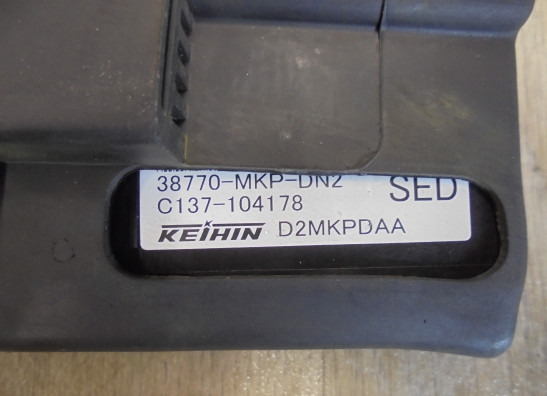 38770-MKP-DN2 SED
C137-104178
KEIHIN D2MKPDAA